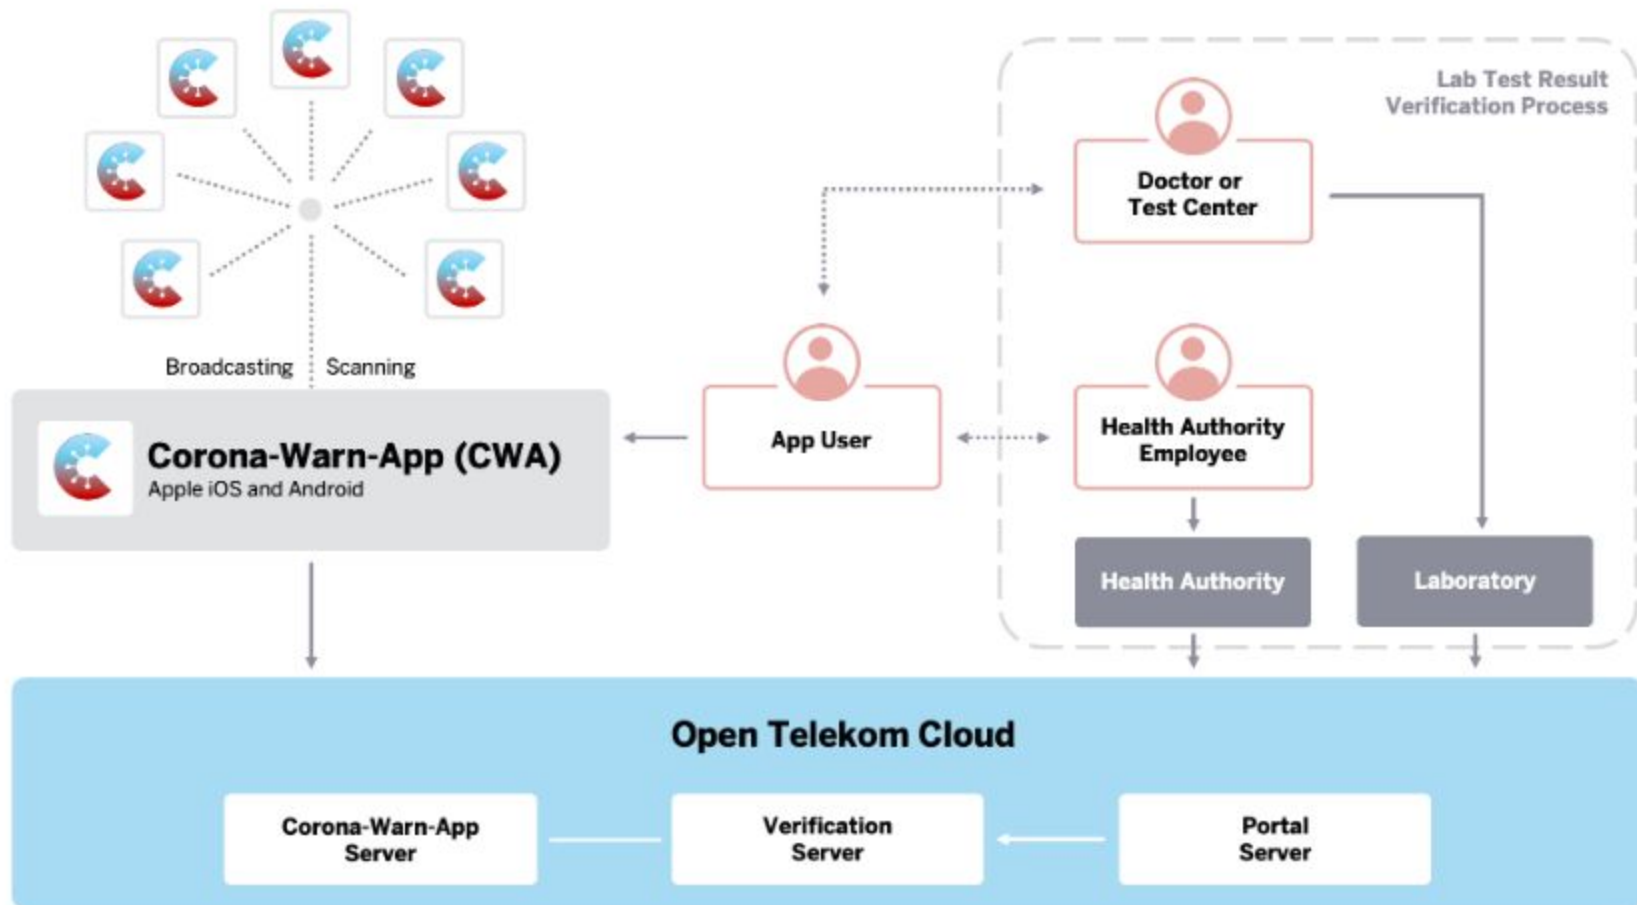 Lab Test Result
Verification Process
Doctor or
Test Center
Broadcasting
Scanning
Corona-Warn-App (CWA)
Apple iOS and Android
App User
Health Authority
Employee
Health Authority
Laboratory
Open Telekom Cloud
Corona-Warn-App
Server
Verification
Server
Portal
Server